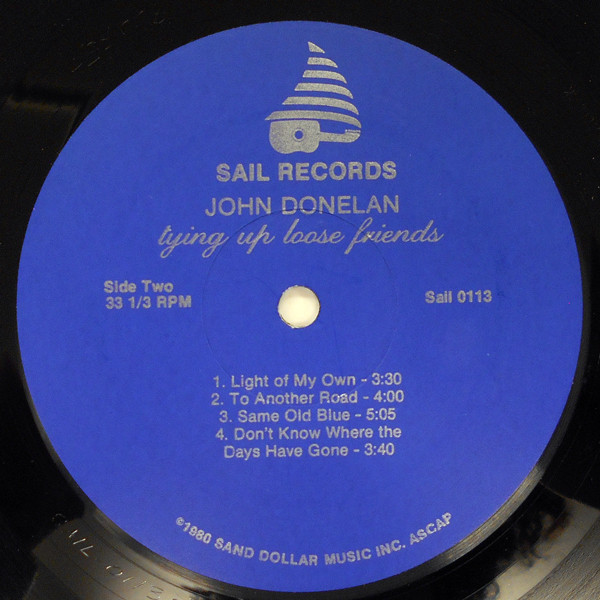 SAIL RECORDS
JOHN DONELAN
tying up loose friends
Side Two
33 1/3 RPM
Sail 0113
1. Light of My Own - 3:30
2. To Another Road - 4:00
3. Same Old Blue - 5:05
4. Don't Know Where the
Days Have Gone - 3:40
©1980 SAND DOLLAR MUSIC INC. ASCAP